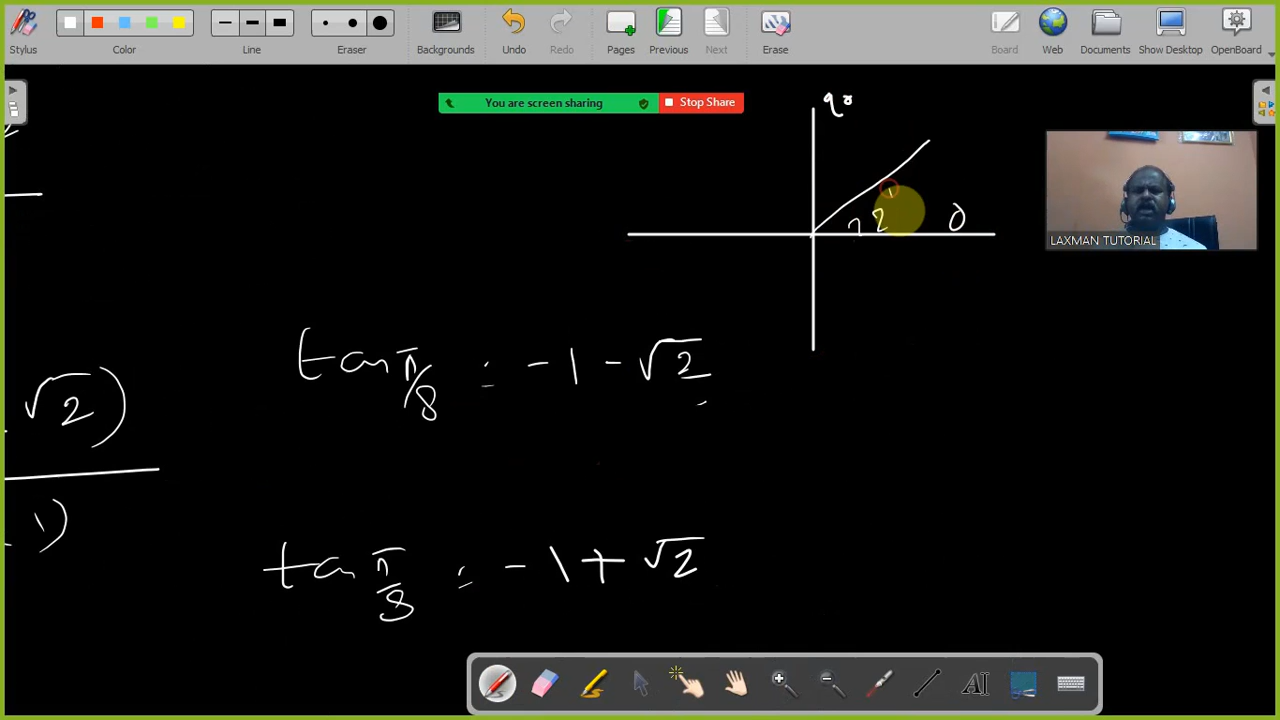 Stylus
Color
Line
Eraser
Backgrounds
Undo
Redo
Pages
Previous
Next
Erase
Board
Web
Documents
Show Desktop
OpenBoard
You are screen sharing
Stop Share
LAXMAN TUTORIAL
22
0
tan π/8 = -1 - √2
√2)
1)
tan π/8 = -1 + √2